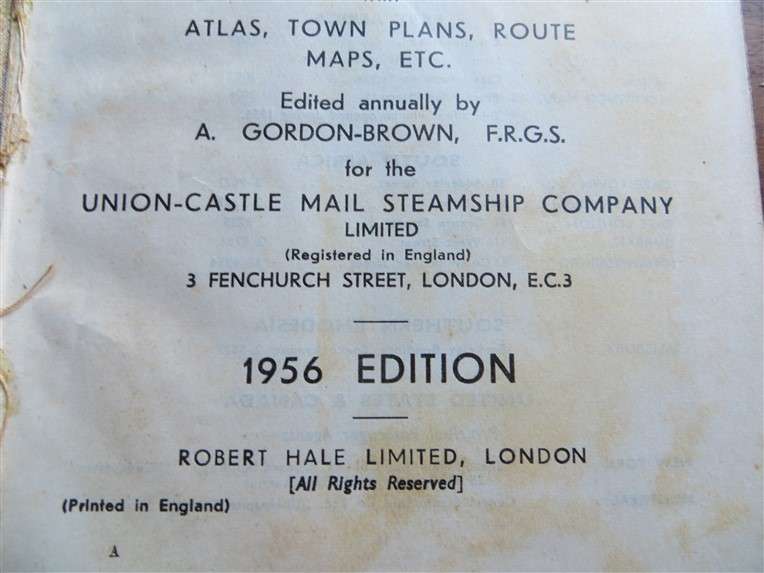 ATLAS, TOWN PLANS, ROUTE
MAPS, ETC.
Edited annually by
A. GORDON-BROWN, F.R.G.S.
for the
UNION-CASTLE MAIL STEAMSHIP COMPANY
LIMITED
(Registered in England)
3 FENCHURCH STREET, LONDON, E.C.3
1956 EDITION
ROBERT HALE LIMITED, LONDON
[All Rights Reserved]
(Printed in England)
A